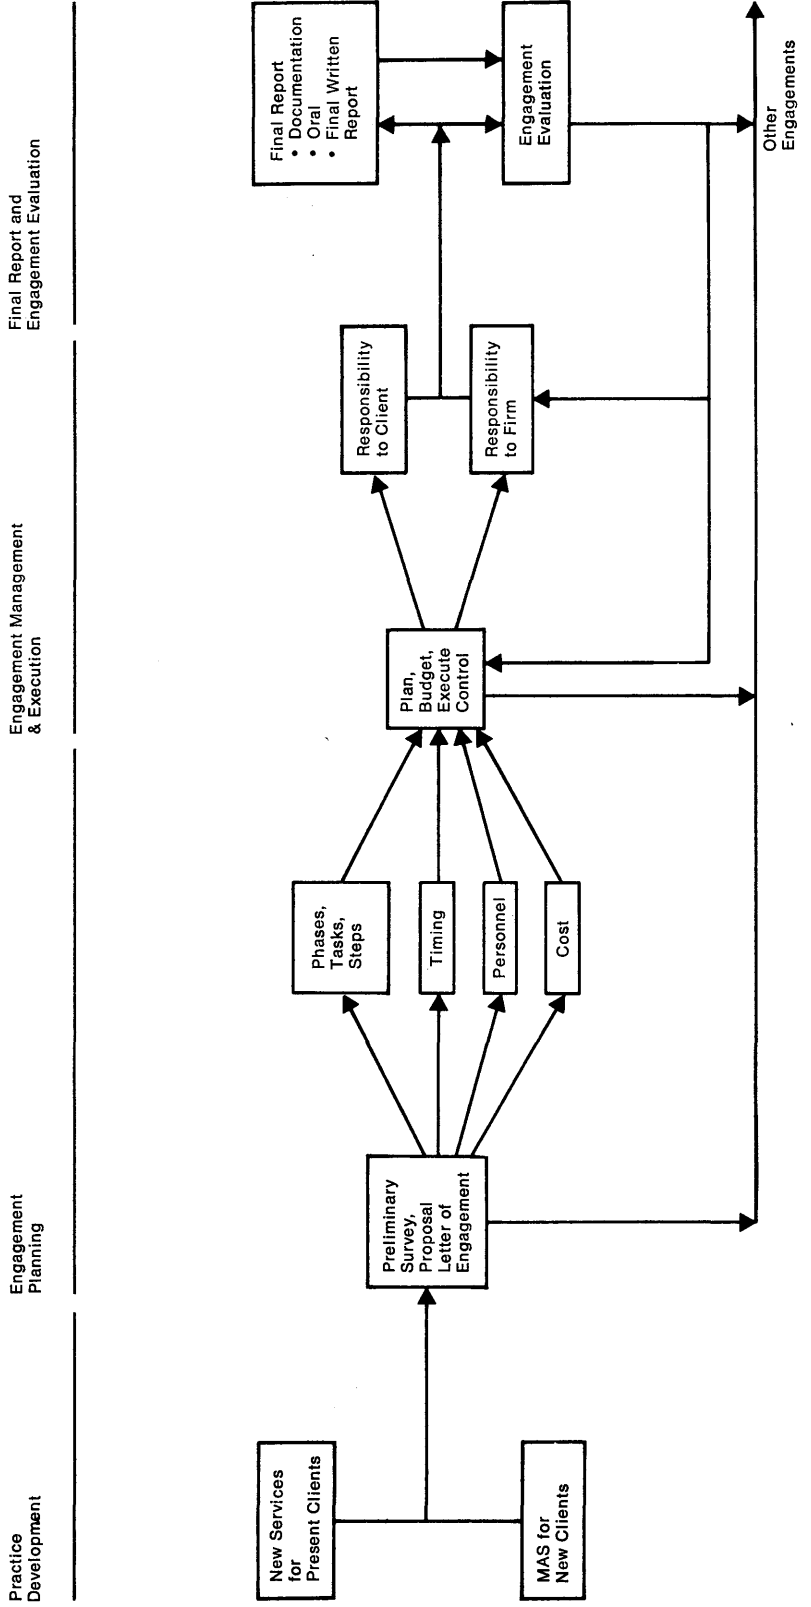 Practice
Development
Engagement
Planning
Engagement Management
& Execution
Final Report and
Engagement Evaluation
New Services
for
Present Clients
MAS for
New Clients
Preliminary
Survey,
Proposal
Letter of
Engagement
Phases,
Tasks,
Steps
Timing
Personnel
Cost
Plan,
Budget,
Execute
Control
Responsibility
to Client
Responsibility
to Firm
Final Report
• Documentation
• Oral
• Final Written
Report
Engagement
Evaluation
Other
Engagements